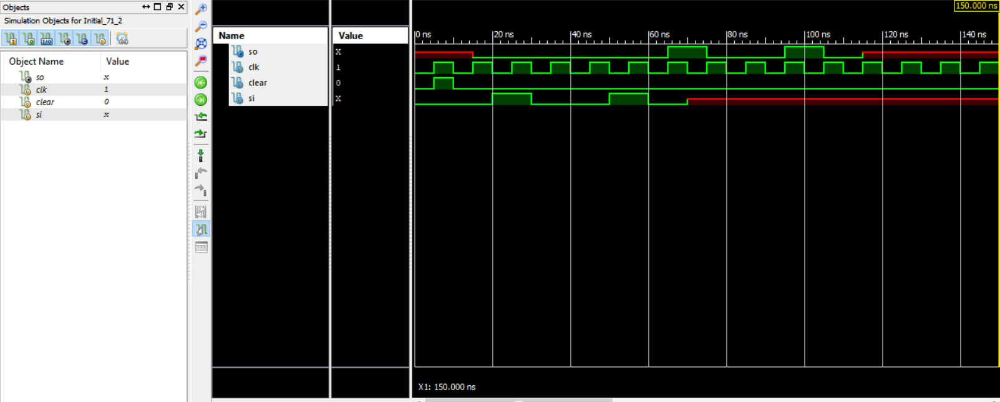 Objects
Simulation Objects for Initial_71_2
Object Name Value
so x
clk 1
clear 0
si x
Name Value
so X
clk 1
clear 0
si X
150.000 ns
0 ns 20 ns 40 ns 60 ns 80 ns 100 ns 120 ns 140 ns
X1: 150.000 ns